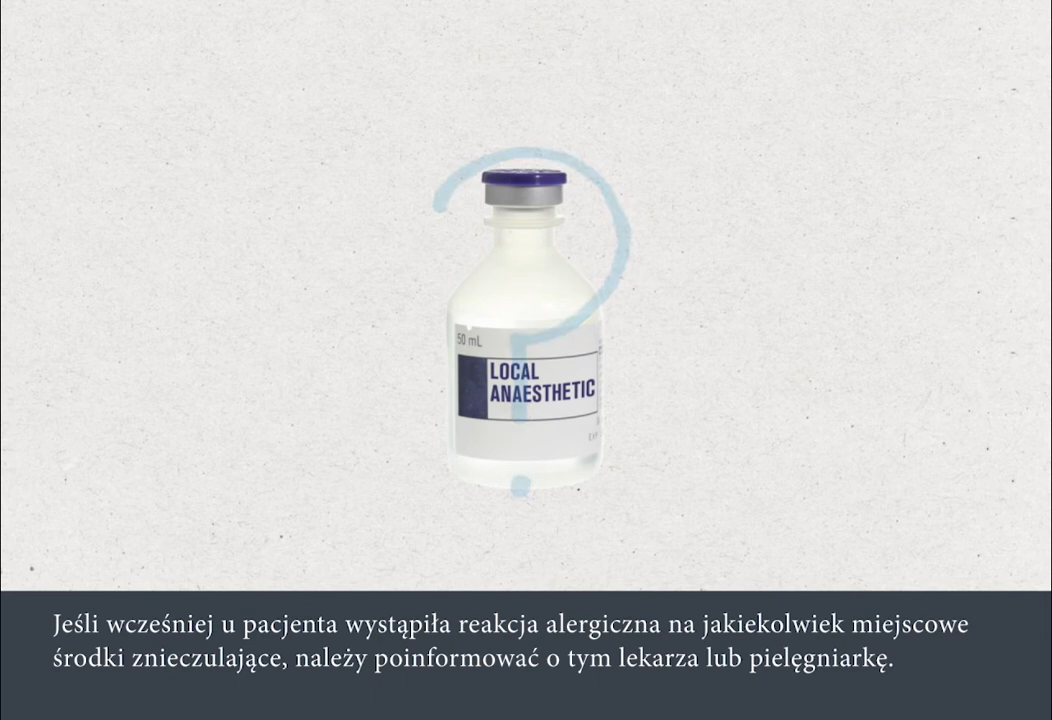 50 mL
LOCAL
ANAESTHETIC
Jeśli wcześniej u pacjenta wystąpiła reakcja alergiczna na jakiekolwiek miejscowe
środki znieczulające, należy poinformować o tym lekarza lub pielęgniarkę.